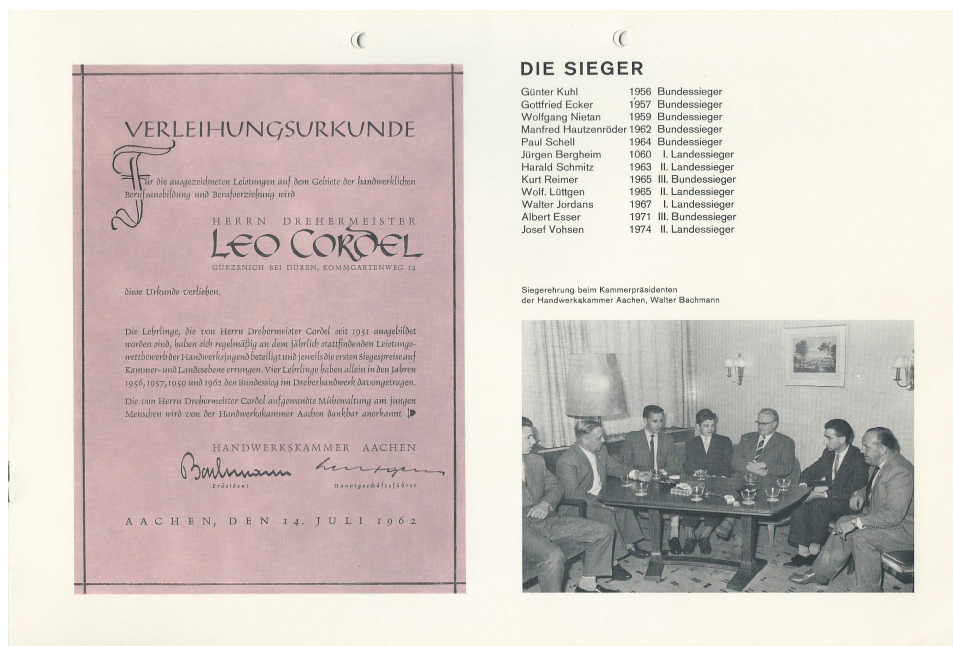 VERLEIHUNGSURKUNDE
Für die ausgezeichneten Leistungen auf dem Gebiete der handwerklichen
Berufsausbildung und Berufserziehung wird
HERRN DREHERMEISTER
LEO CORDEL
GÜRZENICH BEI DÜREN, KOMMGARTENWEG 14
diese Urkunde verliehen.
Die Lehrlinge, die von Herrn Drehermeister Cordel seit 1951 ausgebildet
worden sind, haben sich regelmäßig an dem jährlich stattfindenden Leistungs-
wettbewerb der Handwerksjugend beteiligt und jeweils die ersten Siegespreise auf
Kammer- und Landesebene errungen. Vier Lehrlinge haben allein in den Jahren
1956, 1957, 1959 und 1962 den Bundessieg im Dreherhandwerk davongetragen.
Die von Herrn Drehermeister Cordel aufgewandte Mühewaltung am jungen
Menschen wird von der Handwerkskammer Aachen dankbar anerkannt
HANDWERKSKAMMER AACHEN
Bachmann
Präsident Hauptgeschäftsführer
AACHEN, DEN 14. JULI 1962
DIE SIEGER
Günter Kuhl 1956 Bundessieger
Gottfried Ecker 1957 Bundessieger
Wolfgang Nietan 1959 Bundessieger
Manfred Hautzenröder 1962 Bundessieger
Paul Schell 1964 Bundessieger
Jürgen Bergheim 1060 I. Landessieger
Harald Schmitz 1963 II. Landessieger
Kurt Reimer 1965 III. Bundessieger
Wolf. Lüttgen 1965 II. Landessieger
Walter Jordans 1967 I. Landessieger
Albert Esser 1971 III. Bundessieger
Josef Vohsen 1974 II. Landessieger
Siegerehrung beim Kammerpräsidenten
der Handwerkskammer Aachen, Walter Bachmann